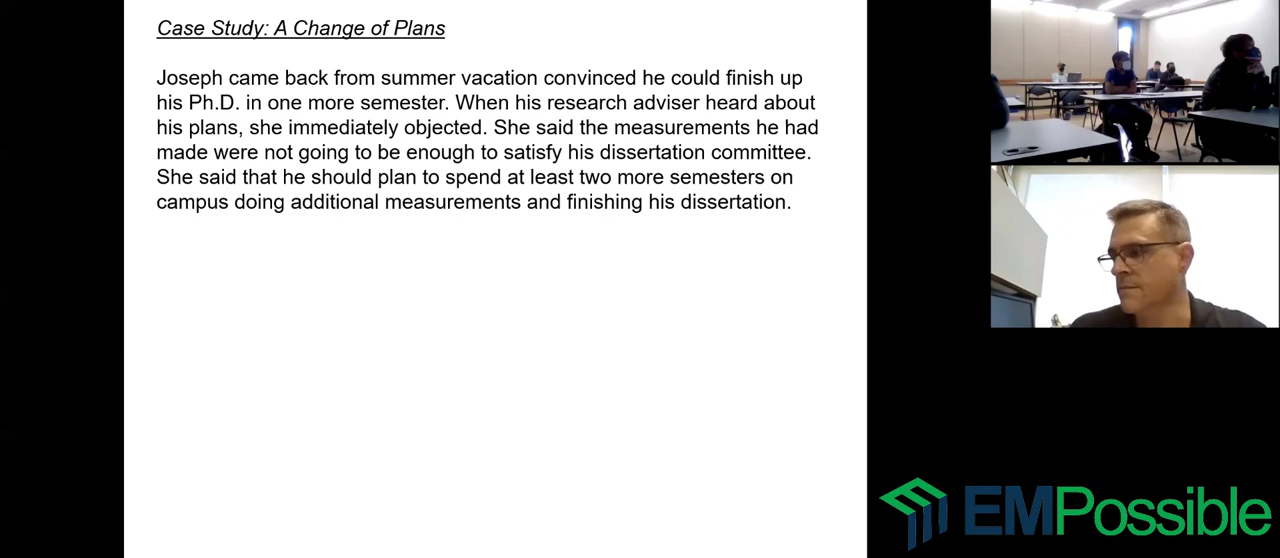 Case Study: A Change of Plans
Joseph came back from summer vacation convinced he could finish up
his Ph.D. in one more semester. When his research adviser heard about
his plans, she immediately objected. She said the measurements he had
made were not going to be enough to satisfy his dissertation committee.
She said that he should plan to spend at least two more semesters on
campus doing additional measurements and finishing his dissertation.
EMPossible